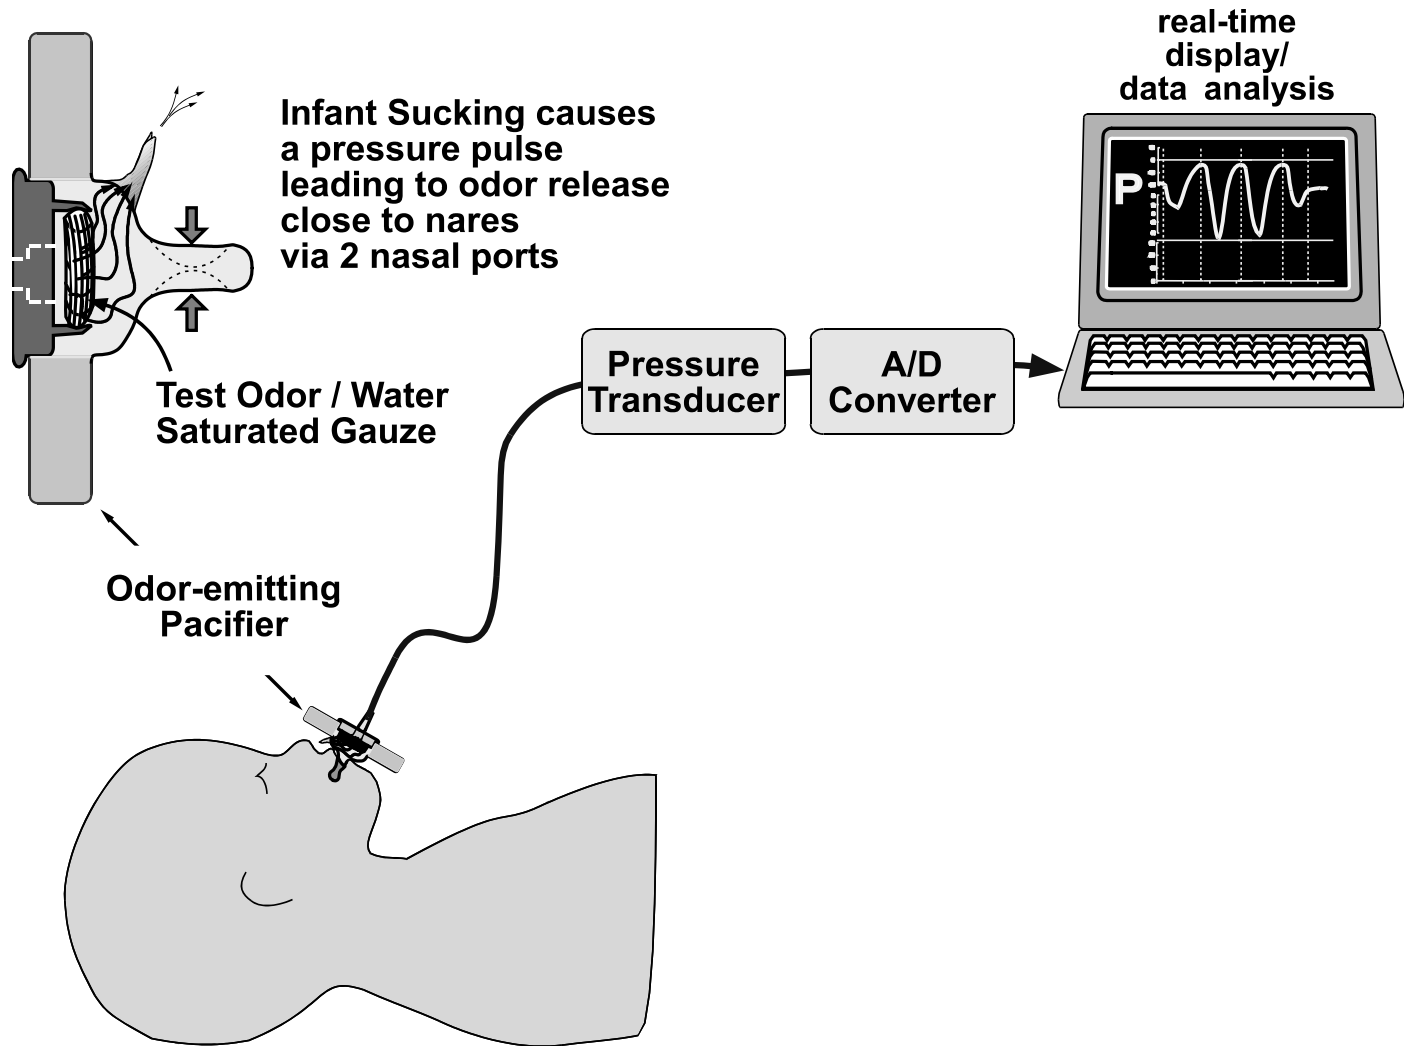 real-time
display/
data analysis
Infant Sucking causes
a pressure pulse
leading to odor release
close to nares
via 2 nasal ports
P
Pressure
Transducer
A/D
Converter
Test Odor / Water
Saturated Gauze
Odor-emitting
Pacifier